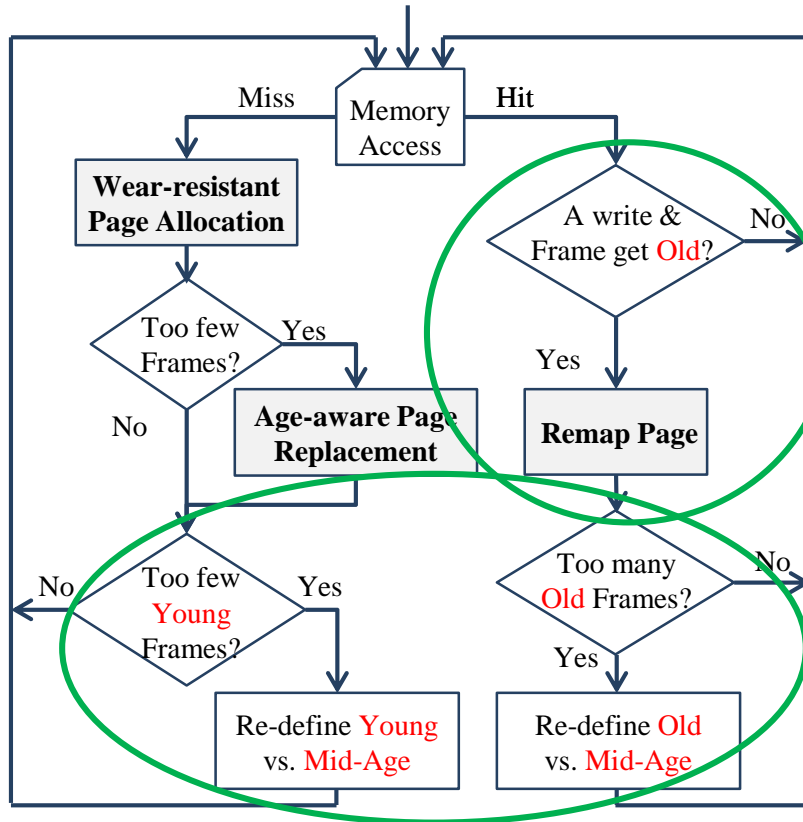 Miss
Memory
Access
Hit
Wear-resistant
Page Allocation
A write &
Frame get Old?
No
Too few
Frames?
Yes
Yes
No
Age-aware Page
Replacement
Remap Page
No
Too few
Young
Frames?
Yes
Too many
Old Frames?
No
Yes
Re-define Young
vs. Mid-Age
Re-define Old
vs. Mid-Age